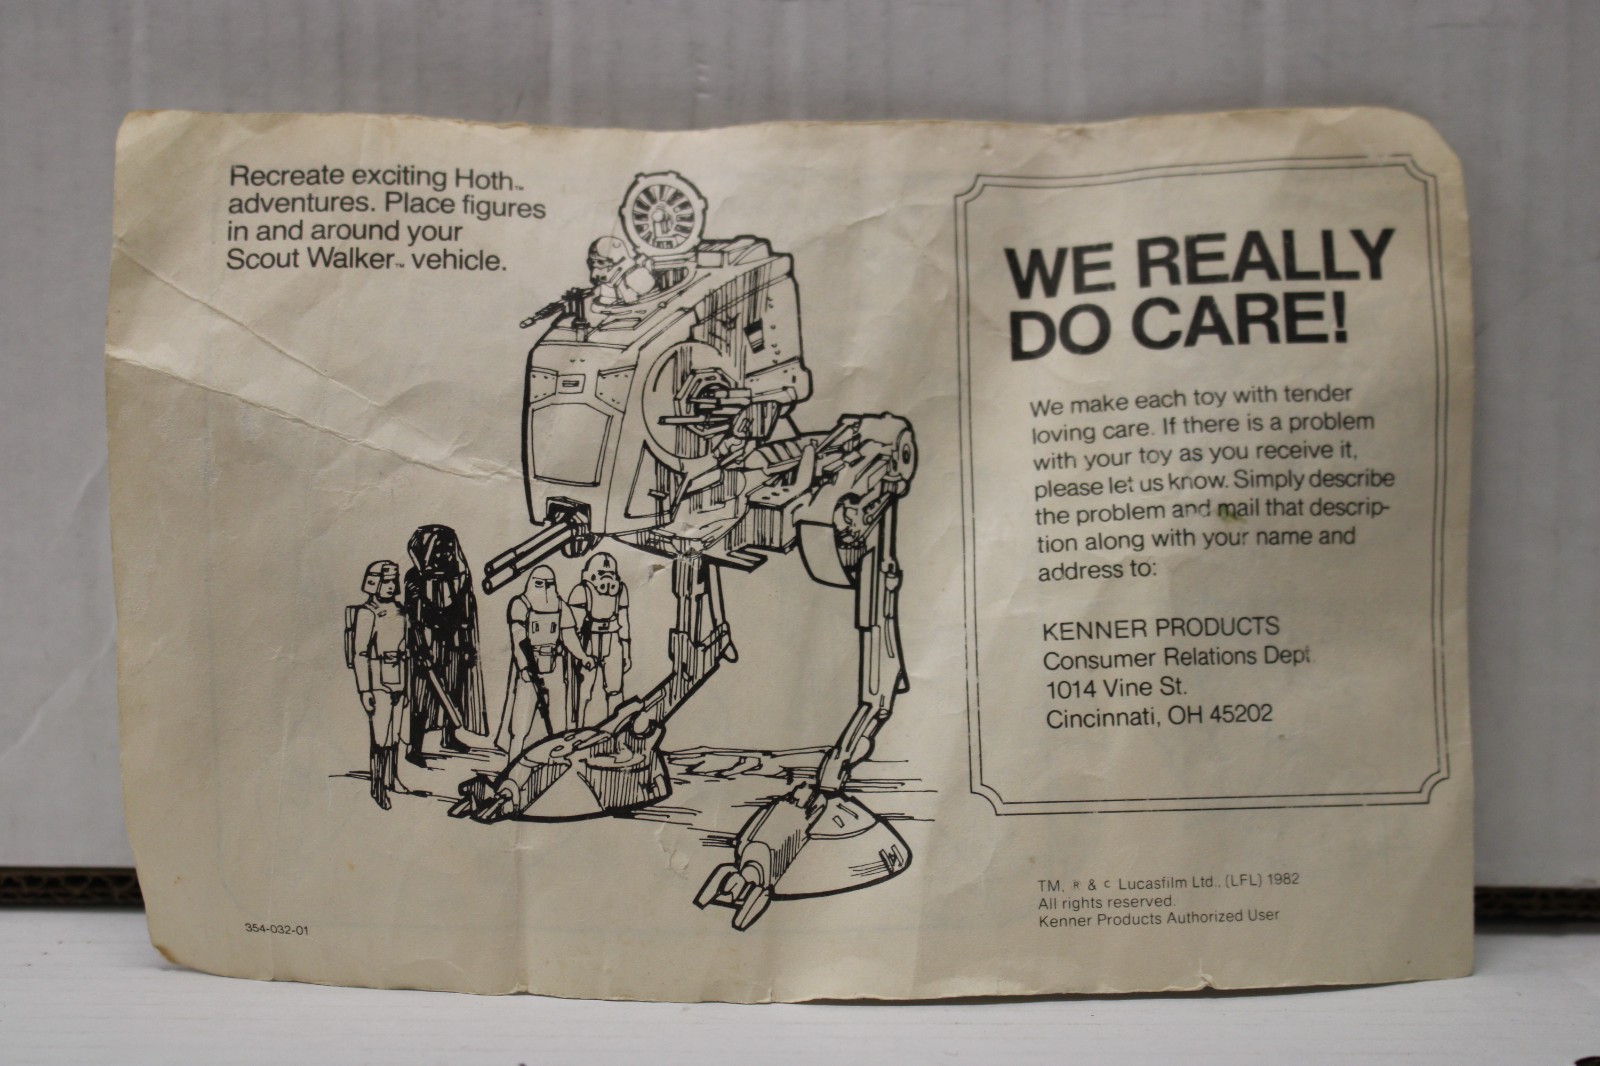 Recreate exciting Hoth™
adventures. Place figures
in and around your
Scout Walker™ vehicle.
WE REALLY
DO CARE!
We make each toy with tender
loving care. If there is a problem
with your toy as you receive it,
please let us know. Simply describe
the problem and mail that descrip-
tion along with your name and
address to:
KENNER PRODUCTS
Consumer Relations Dept.
1014 Vine St.
Cincinnati, OH 45202
TM, ® & © Lucasfilm Ltd., (LFL) 1982
All rights reserved.
Kenner Products Authorized User
354-032-01